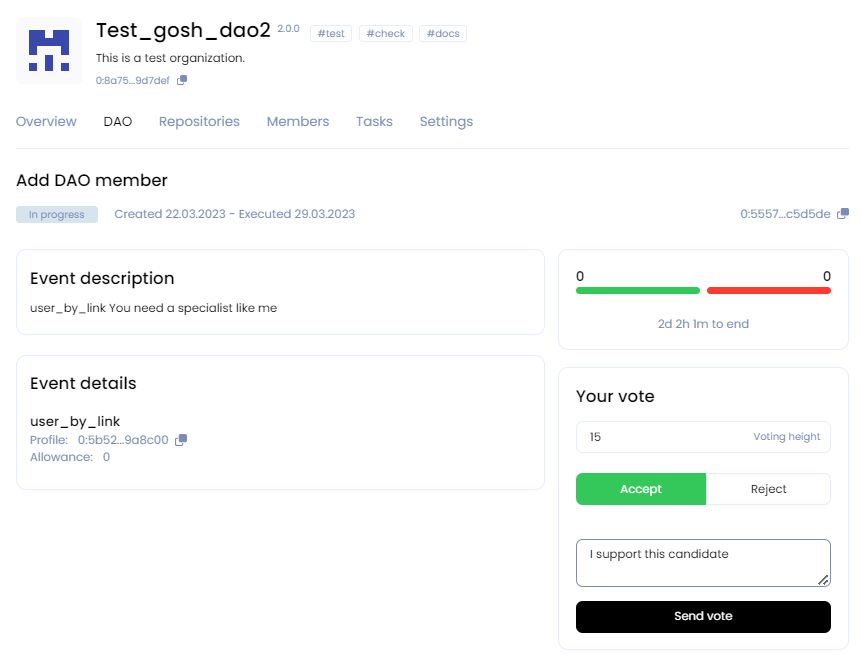 Test_gosh_dao2 2.0.0 #test #check #docs
This is a test organization.
0:8a75...9d7def
Overview DAO Repositories Members Tasks Settings
Add DAO member
In progress Created 22.03.2023 - Executed 29.03.2023 0:5557...c5d5de
Event description
user_by_link You need a specialist like me
Event details
user_by_link
Profile: 0:5b52...9a8c00
Allowance: 0
0 0
2d 2h 1m to end
Your vote
15 Voting height
Accept Reject
I support this candidate
Send vote